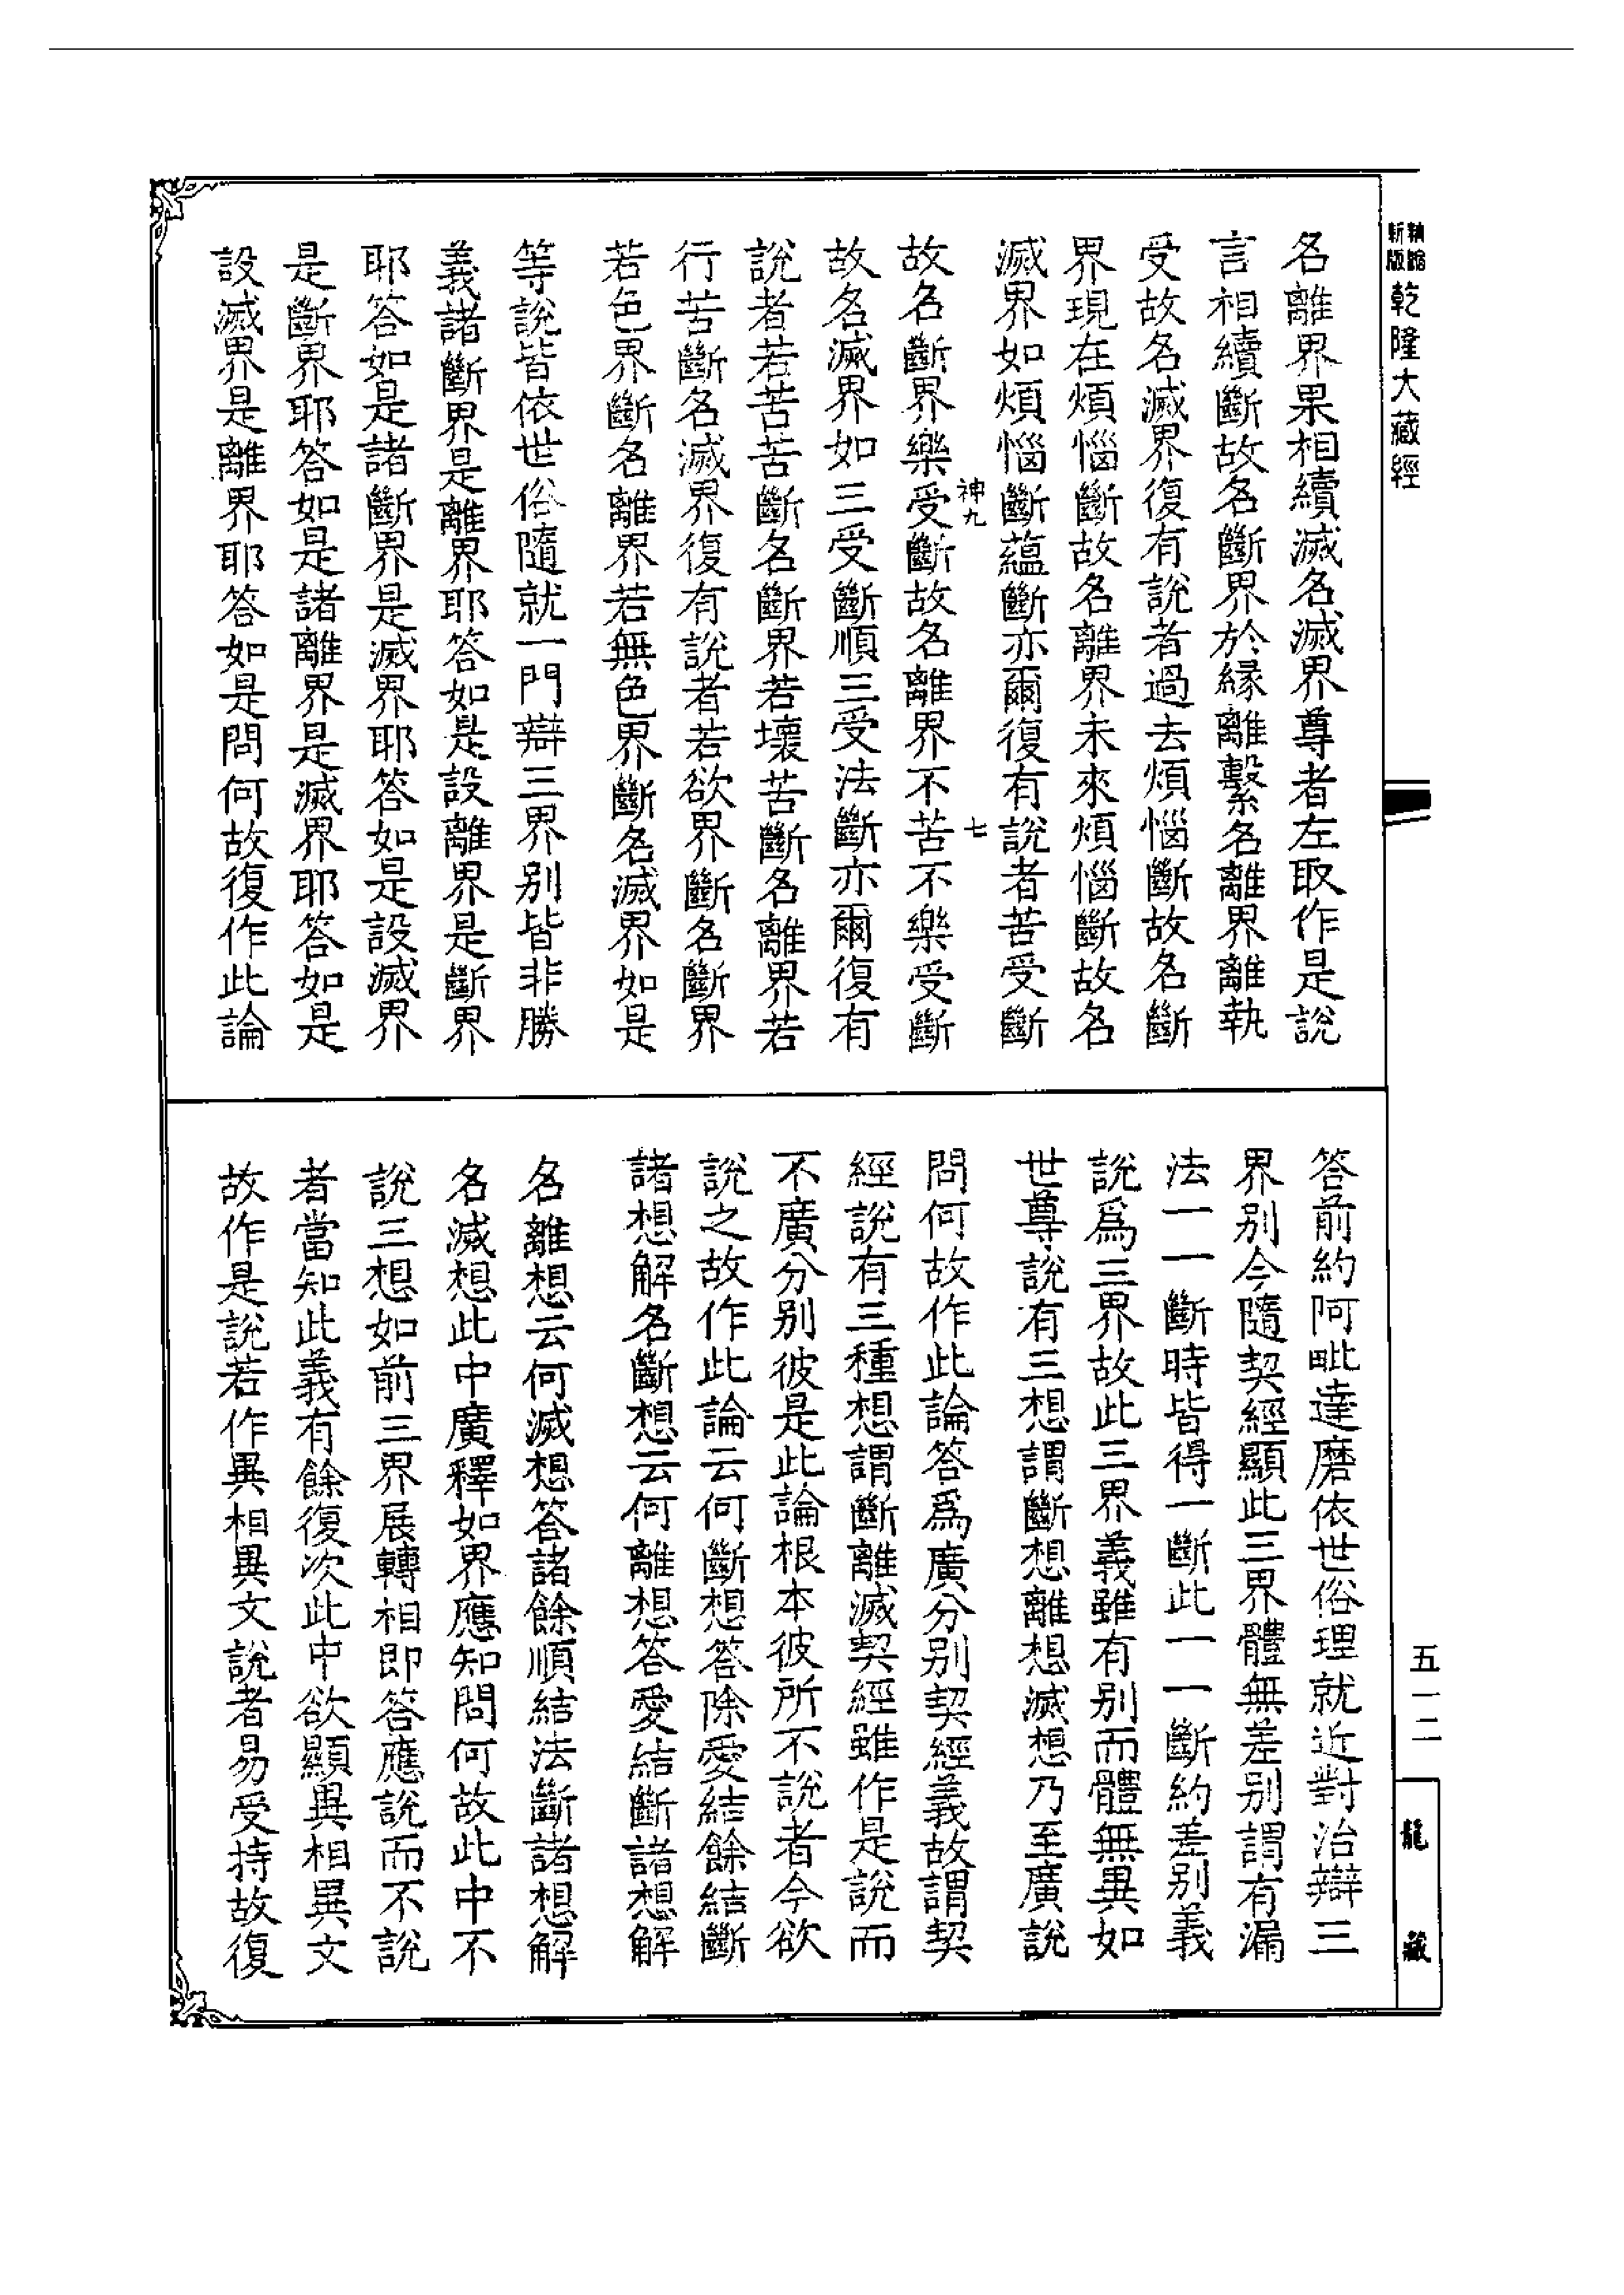 新版
精縮
乾隆大藏經
名離界果相續滅名滅界尊者左取作是說
言相續斷故名斷界於緣離繫名離界離執
受故名滅界復有說者過去煩惱斷故名斷
界現在煩惱斷故名離界未來煩惱斷故名
滅界如煩惱斷蘊斷亦爾復有說者苦受斷
神九
七
故名斷界樂受斷故名離界不苦不樂受斷
故名滅界如三受斷順三受法斷亦爾復有
說者若苦苦斷名斷界若壞苦斷名離界若
行苦斷名滅界復有說者若欲界斷名斷界
若色界斷名離界若無色界斷名滅界如是
等說皆依世俗隨就一門辯三界別皆非勝
義諸斷界是離界耶答如是設離界是斷界
耶答如是諸斷界是滅界耶答如是設滅界
是斷界耶答如是諸離界是滅界耶答如是
設滅界是離界耶答如是問何故復作此論
答前約阿毗達磨依世俗理就近對治辯三
界別今隨契經顯此三界體無差別謂有漏
法一一斷時皆得一斷此一一斷約差別義
說爲三界故此三界義雖有別而體無異如
世尊說有三想謂斷想離想滅想乃至廣說
問何故作此論答爲廣分別契經義故謂契
經說有三種想謂斷離滅契經雖作是說而
不廣分別彼是此論根本彼所不說者今欲
說之故作此論云何斷想答除愛結餘結斷
諸想解名斷想云何離想答愛結斷諸想解
名離想云何滅想答諸餘順結法斷諸想解
名滅想此中廣釋如界應知問何故此中不
說三想如前三界展轉相即答應說而不說
者當知此義有餘復次此中欲顯異相異文
故作是說若作異相異文說者易受持故復
五一二
龍藏